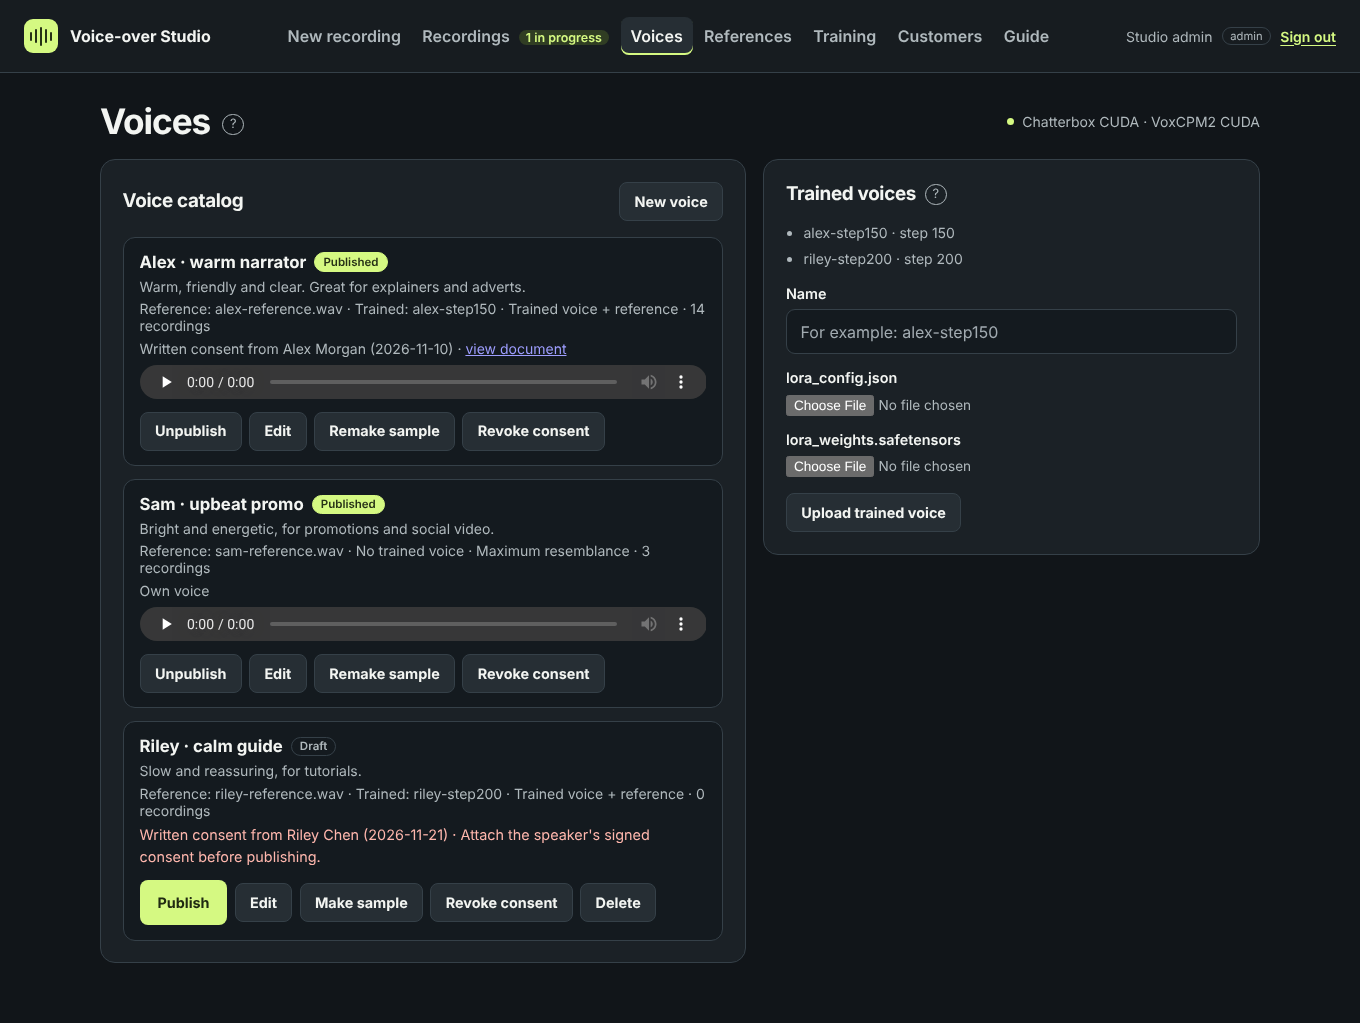 Voice-over Studio
New recording
Recordings
1 in progress
Voices
References
Training
Customers
Guide
Studio admin
admin
Sign out
Voices ?
Chatterbox CUDA · VoxCPM2 CUDA
Voice catalog
New voice
Alex · warm narrator
Published
Warm, friendly and clear. Great for explainers and adverts.
Reference: alex-reference.wav · Trained: alex-step150 · Trained voice + reference · 14
recordings
Written consent from Alex Morgan (2026-11-10) · view document
0:00 / 0:00
Unpublish
Edit
Remake sample
Revoke consent
Sam · upbeat promo
Published
Bright and energetic, for promotions and social video.
Reference: sam-reference.wav · No trained voice · Maximum resemblance · 3
recordings
Own voice
0:00 / 0:00
Unpublish
Edit
Remake sample
Revoke consent
Riley · calm guide
Draft
Slow and reassuring, for tutorials.
Reference: riley-reference.wav · Trained: riley-step200 · Trained voice + reference · 0
recordings
Written consent from Riley Chen (2026-11-21) · Attach the speaker's signed
consent before publishing.
Publish
Edit
Make sample
Revoke consent
Delete
Trained voices ?
• alex-step150 · step 150
• riley-step200 · step 200
Name
For example: alex-step150
lora_config.json
Choose File No file chosen
lora_weights.safetensors
Choose File No file chosen
Upload trained voice